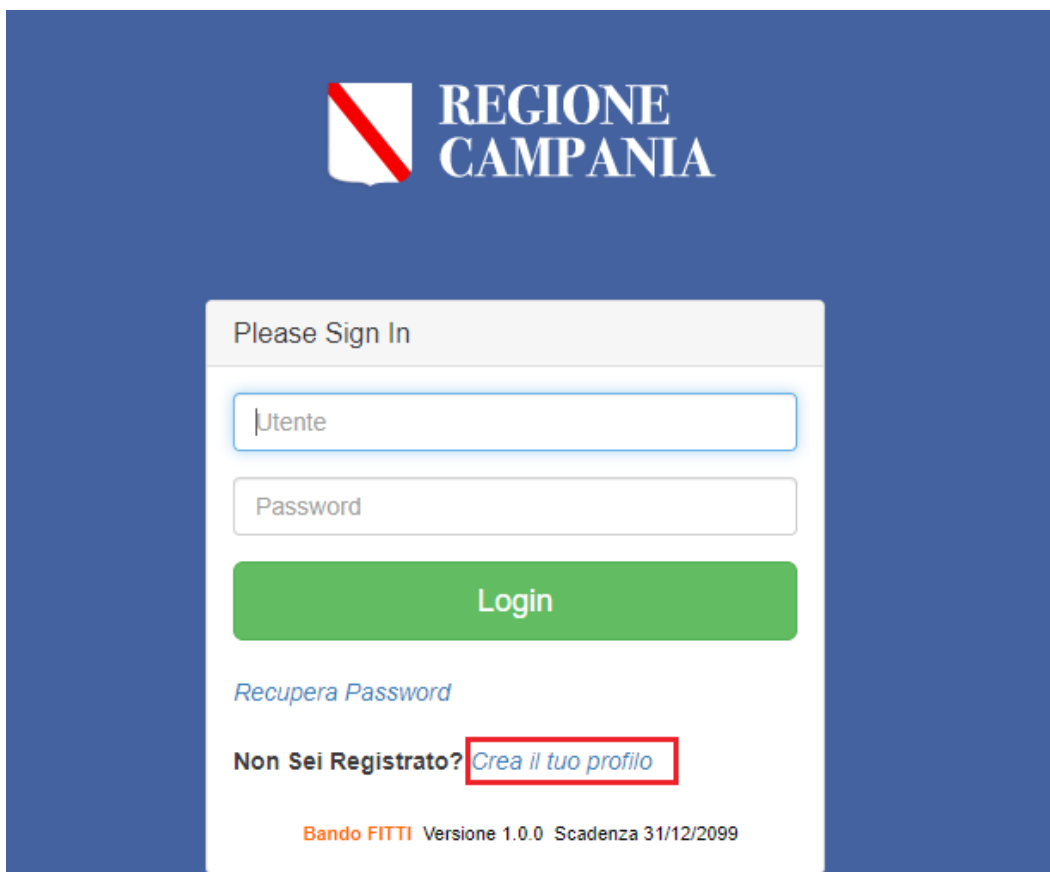 REGIONE
CAMPANIA
Please Sign In
Utente
Password
Login
Recupera Password
Non Sei Registrato? Crea il tuo profilo
Bando FITTI Versione 1.0.0 Scadenza 31/12/2099